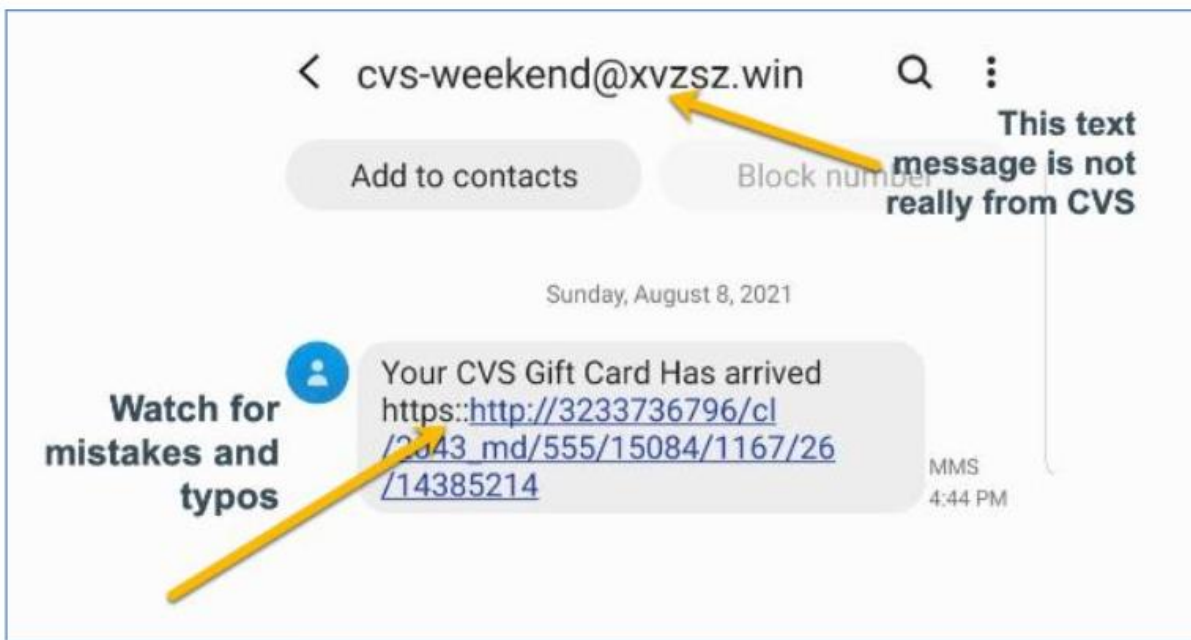 cvs-weekend@xvzsz.win
This text
message is not
really from CVS
Add to contacts
Block number
Sunday, August 8, 2021
Your CVS Gift Card Has arrived
https::http://3233736796/cl
/2043_md/555/15084/1167/26
/14385214
MMS
4:44 PM
Watch for
mistakes and
typos